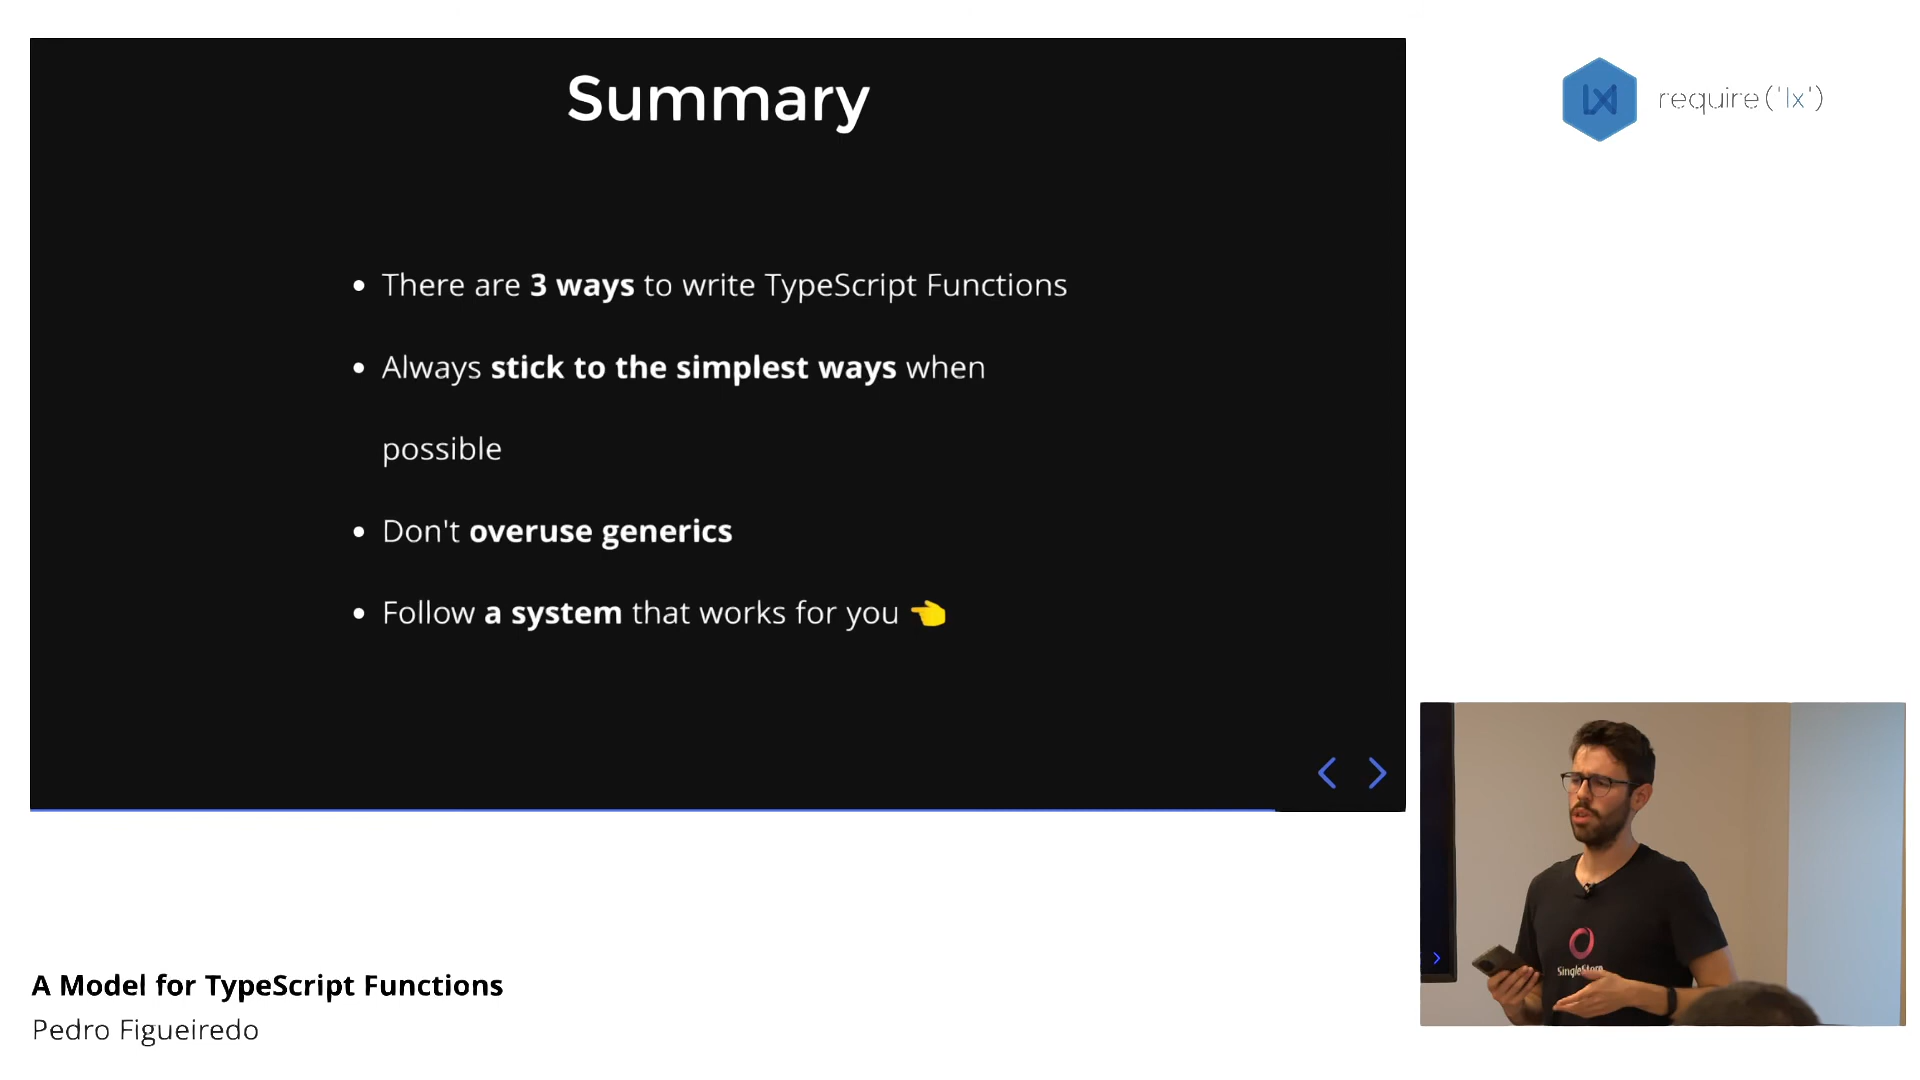 Summary
require('lx')
There are 3 ways to write TypeScript Functions
Always stick to the simplest ways when
possible
Don't overuse generics
Follow a system that works for you
SingleStore
A Model for TypeScript Functions
Pedro Figueiredo